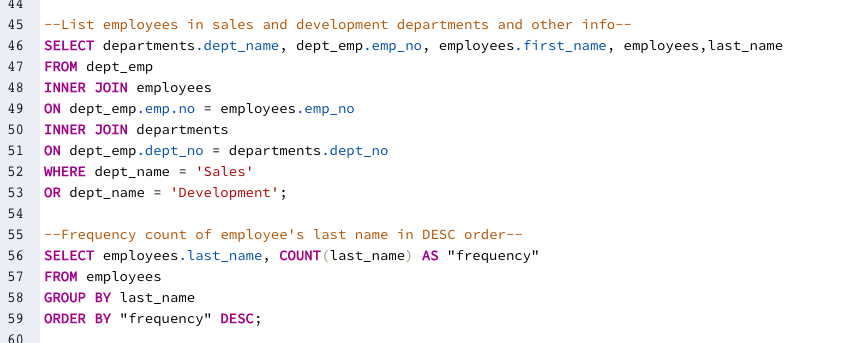 44
45 --List employees in sales and development departments and other info--
46 SELECT departments.dept_name, dept_emp.emp_no, employees.first_name, employees,last_name
47 FROM dept_emp
48 INNER JOIN employees
49 ON dept_emp.emp.no = employees.emp_no
50 INNER JOIN departments
51 ON dept_emp.dept_no = departments.dept_no
52 WHERE dept_name = 'Sales'
53 OR dept_name = 'Development';
54
55 --Frequency count of employee's last name in DESC order--
56 SELECT employees.last_name, COUNT(last_name) AS "frequency"
57 FROM employees
58 GROUP BY last_name
59 ORDER BY "frequency" DESC;
60